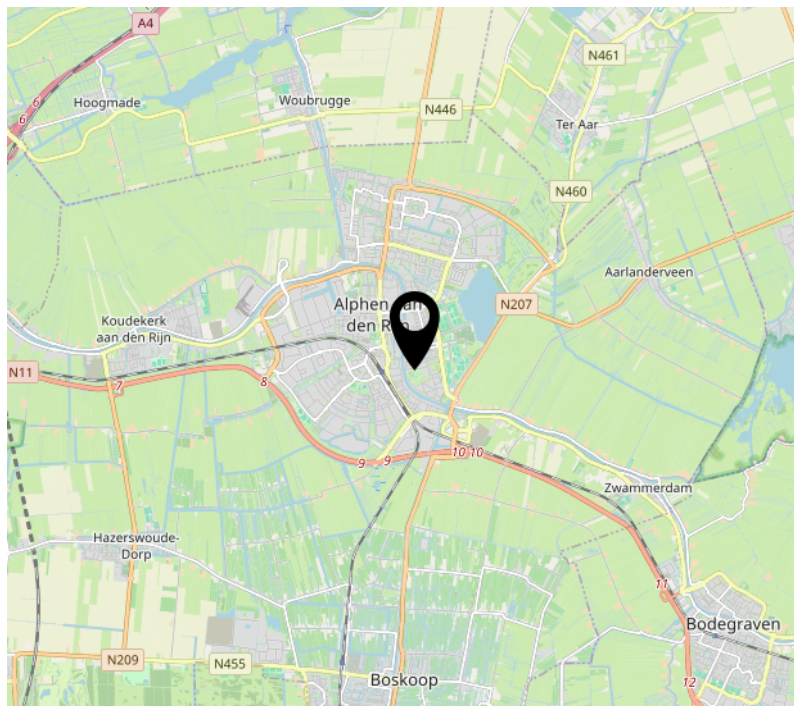 A4
N461
6
6
Hoogmade
Woubrugge
N446
Ter Aar
N460
Aarlanderveen
Alphen
den
N207
Koudekerk
aan den Rijn
N11
7
8
9
9
10
10
Zwammerdam
Hazerswoude-
Dorp
11
Bodegraven
N209
N455
Boskoop
12